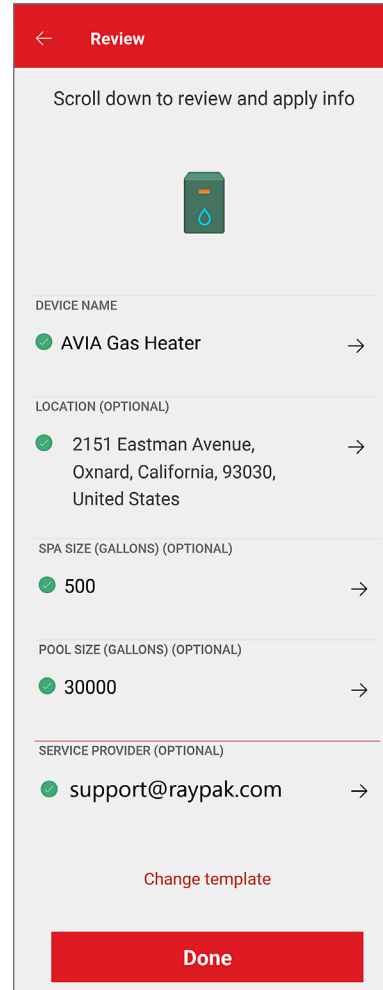 Review
Scroll down to review and apply info
DEVICE NAME
AVIA Gas Heater
LOCATION (OPTIONAL)
2151 Eastman Avenue,
Oxnard, California, 93030,
United States
SPA SIZE (GALLONS) (OPTIONAL)
500
POOL SIZE (GALLONS) (OPTIONAL)
30000
SERVICE PROVIDER (OPTIONAL)
support@raypak.com
Change template
Done